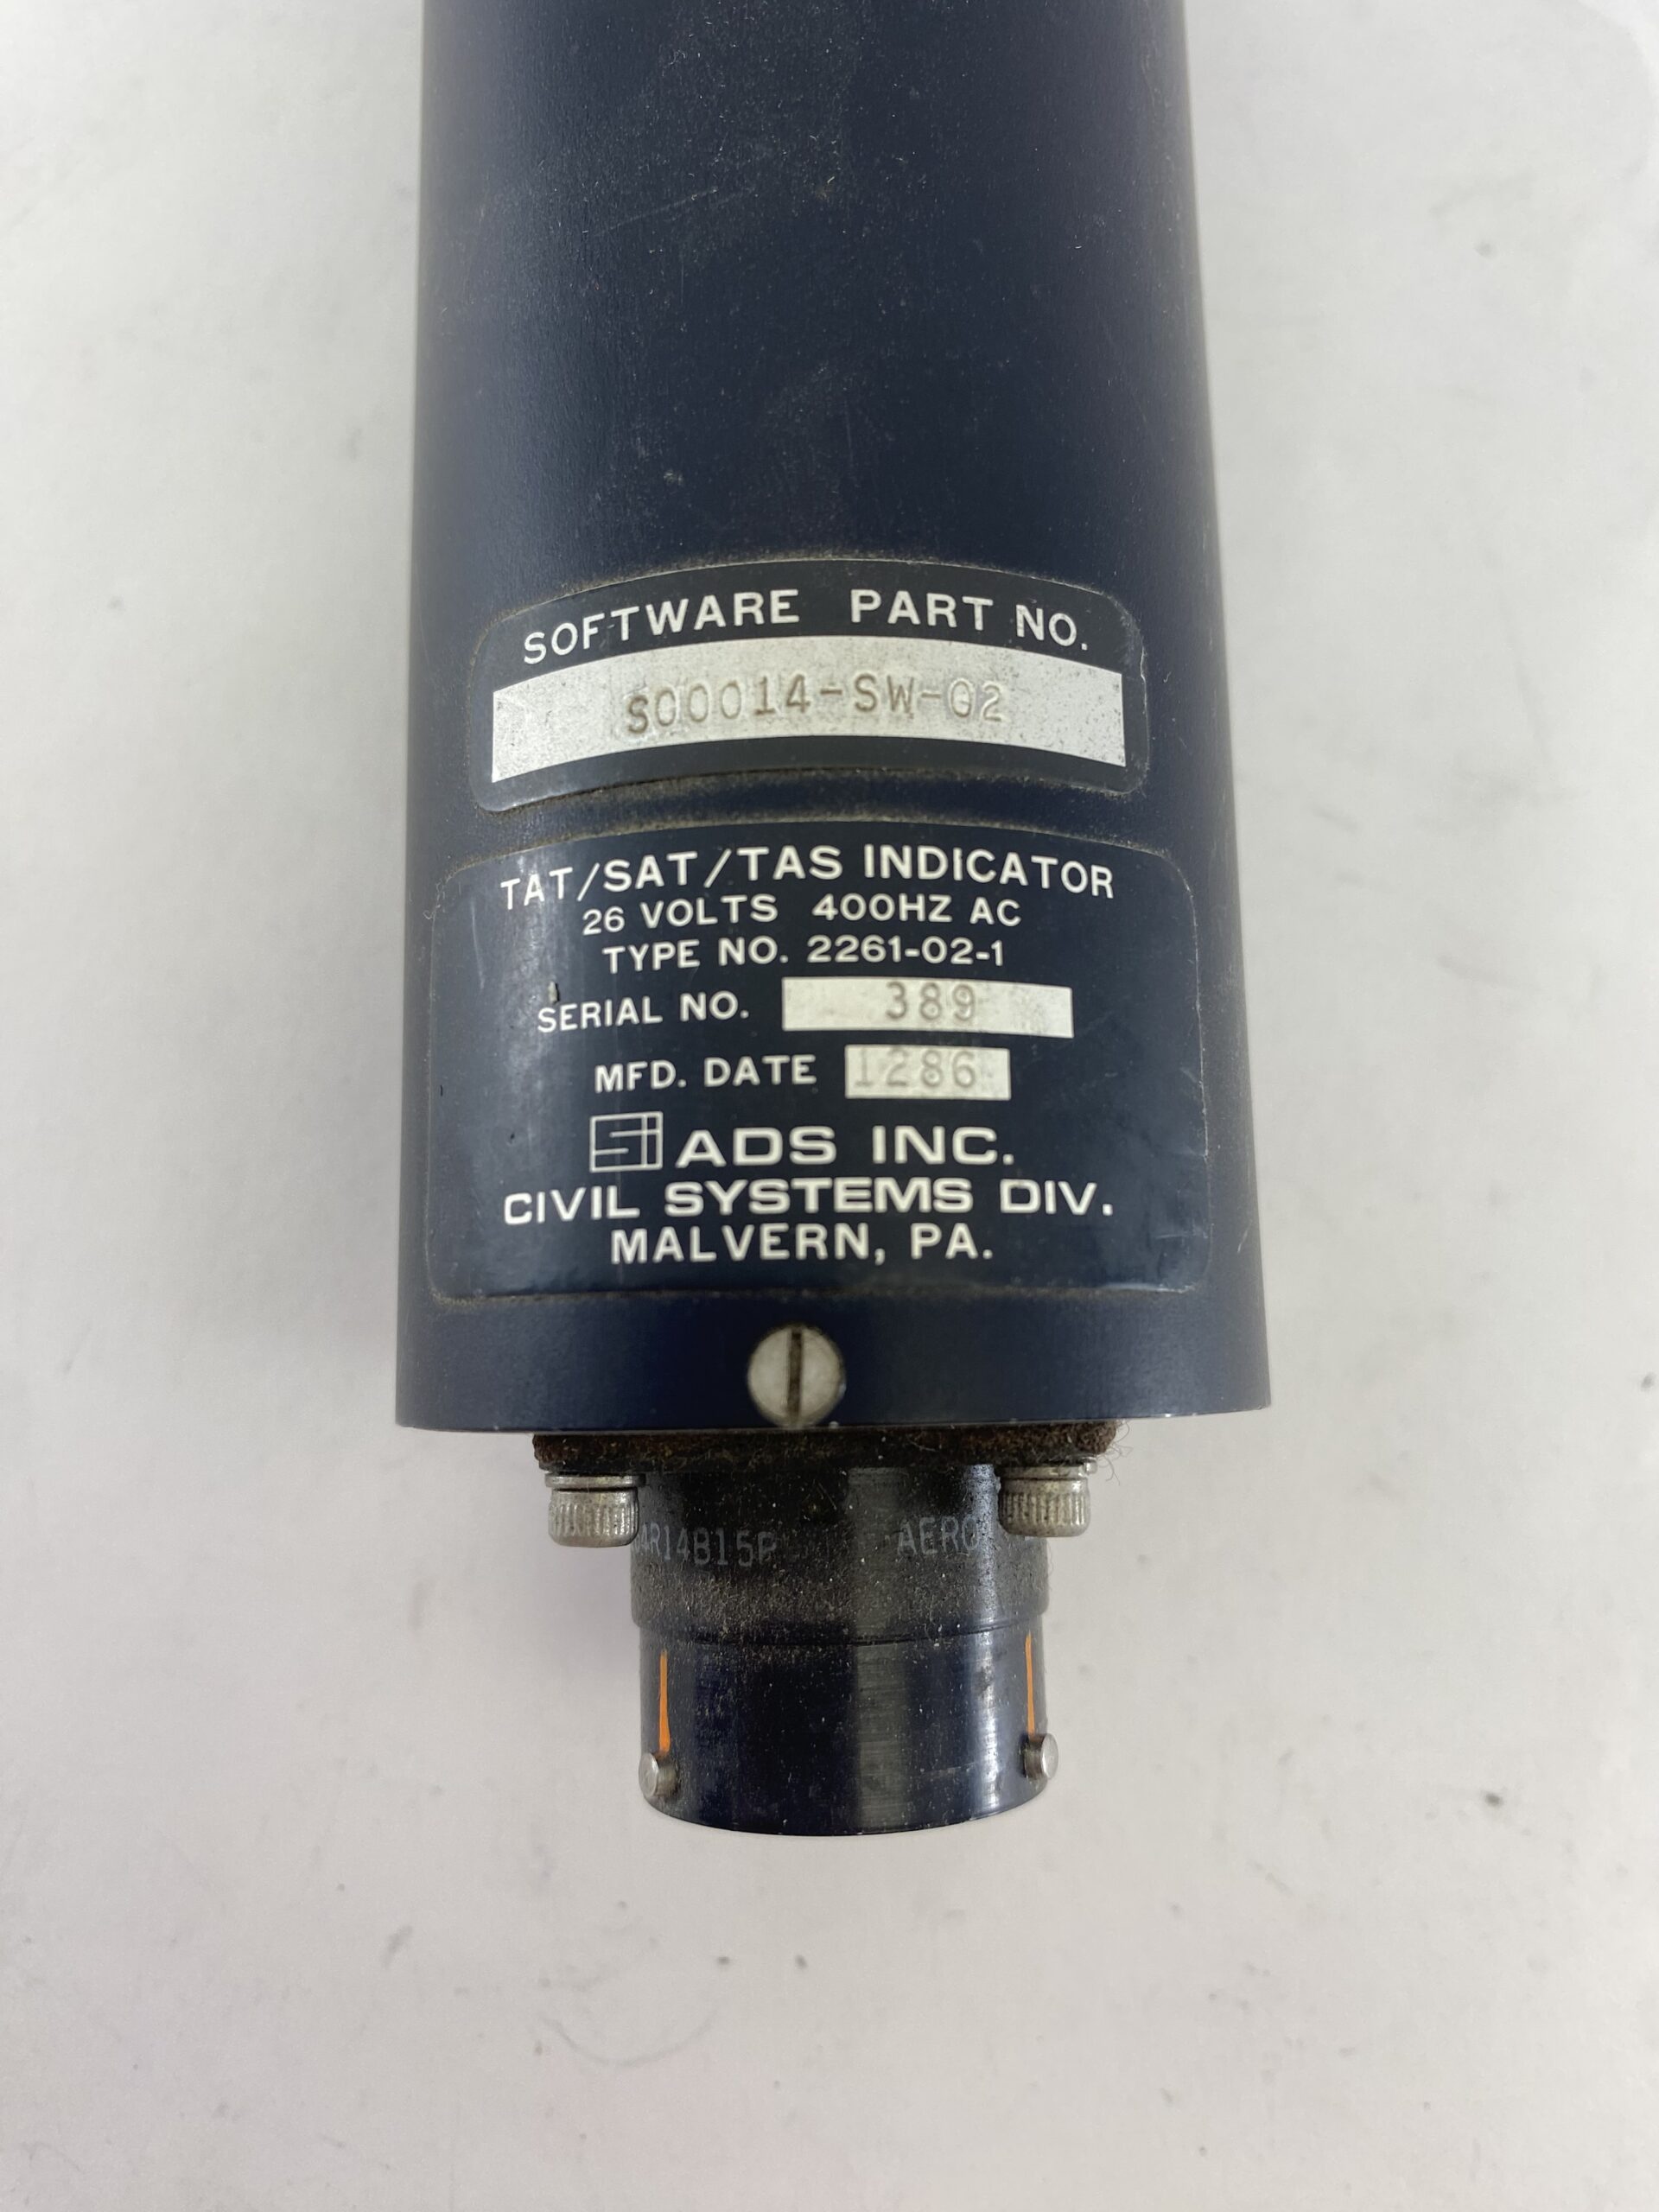 SOFTWARE PART NO.
S00014-SW-02
TAT/SAT/TAS INDICATOR
26 VOLTS 400HZ AC
TYPE NO. 2261-02-1
SERIAL NO. 389
MFD. DATE 1286
ADS INC.
CIVIL SYSTEMS DIV.
MALVERN, PA.